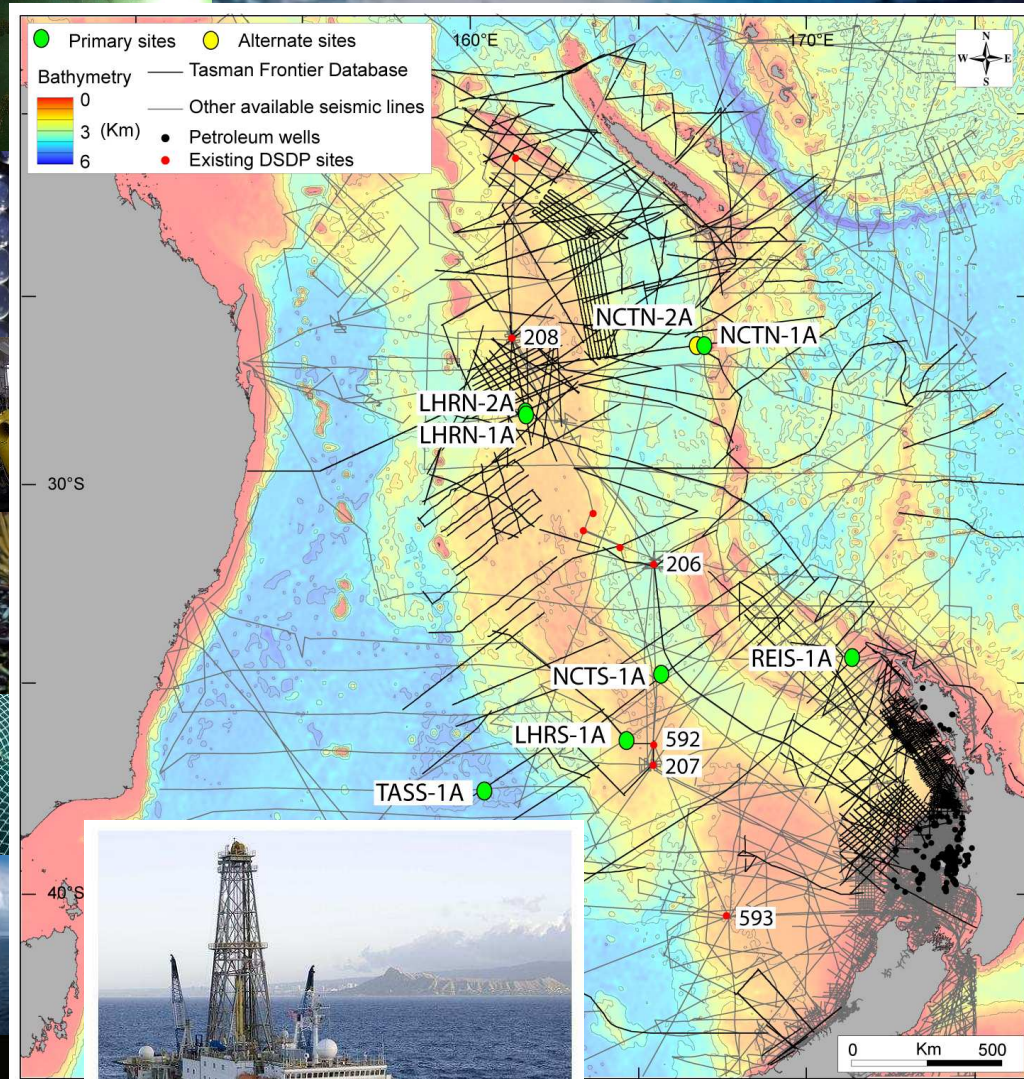 Primary sites
Alternate sites
Bathymetry
0
3 (Km)
6
Tasman Frontier Database
Other available seismic lines
Petroleum wells
Existing DSDP sites
160°E
170°E
N
W E
S
NCTN-2A
NCTN-1A
208
LHRN-2A
LHRN-1A
30°S
206
REIS-1A
NCTS-1A
LHRS-1A
592
207
TASS-1A
40°S
593
0 Km 500